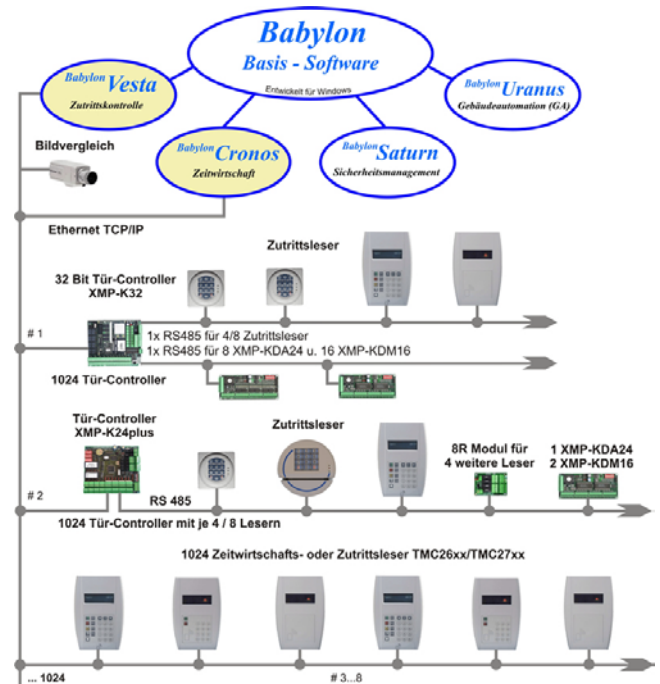 Babylon
Basis - Software
Entwickelt für Windows
Babylon Vesta
Zutrittskontrolle
Babylon Uranus
Gebäudeautomation (GA)
Bildvergleich
Babylon Cronos
Zeitwirtschaft
Babylon Saturn
Sicherheitsmanagement
Ethernet TCP/IP
Zutrittsleser
32 Bit Tür-Controller
XMP-K32
# 1
1x RS485 für 4/8 Zutrittsleser
1x RS485 für 8 XMP-KDA24 u. 16 XMP-KDM16
1024 Tür-Controller
Tür-Controller
XMP-K24plus
Zutrittsleser
8R Modul für
4 weitere Leser
1 XMP-KDA24
2 XMP-KDM16
RS 485
# 2
1024 Tür-Controller mit je 4 / 8 Lesern
1024 Zeitwirtschafts- oder Zutrittsleser TMC26xx/TMC27xx
... 1024
# 3...8